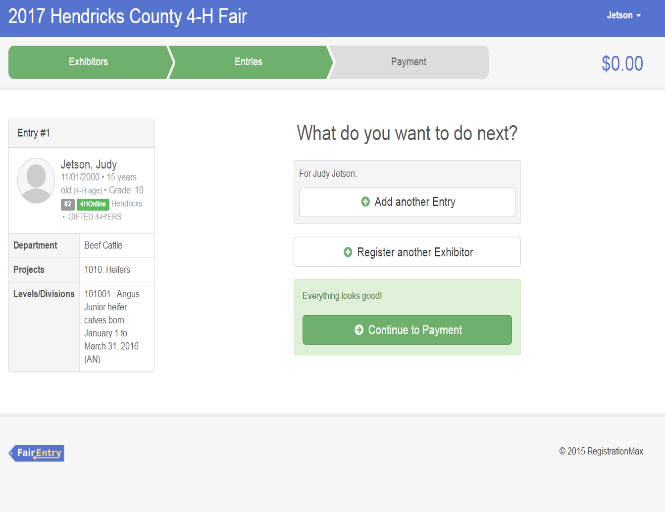 2017 Hendricks County 4-H Fair
Jetson
Exhibitors
Entries
Payment
$0.00
Entry #1
Jetson, Judy
11/01/2000 • 15 years
old (4-H age) • Grade: 10
#2 4HOnline Hendricks
• GIFTED 4-H'ERS
Department Beef Cattle
Projects 1010: Heifers
Levels/Divisions 101001 : Angus
Junior heifer
calves born
January 1 to
March 31, 2016
(AN)
What do you want to do next?
For Judy Jetson:
Add another Entry
Register another Exhibitor
Everything looks good!
Continue to Payment
FairEntry
© 2015 RegistrationMax